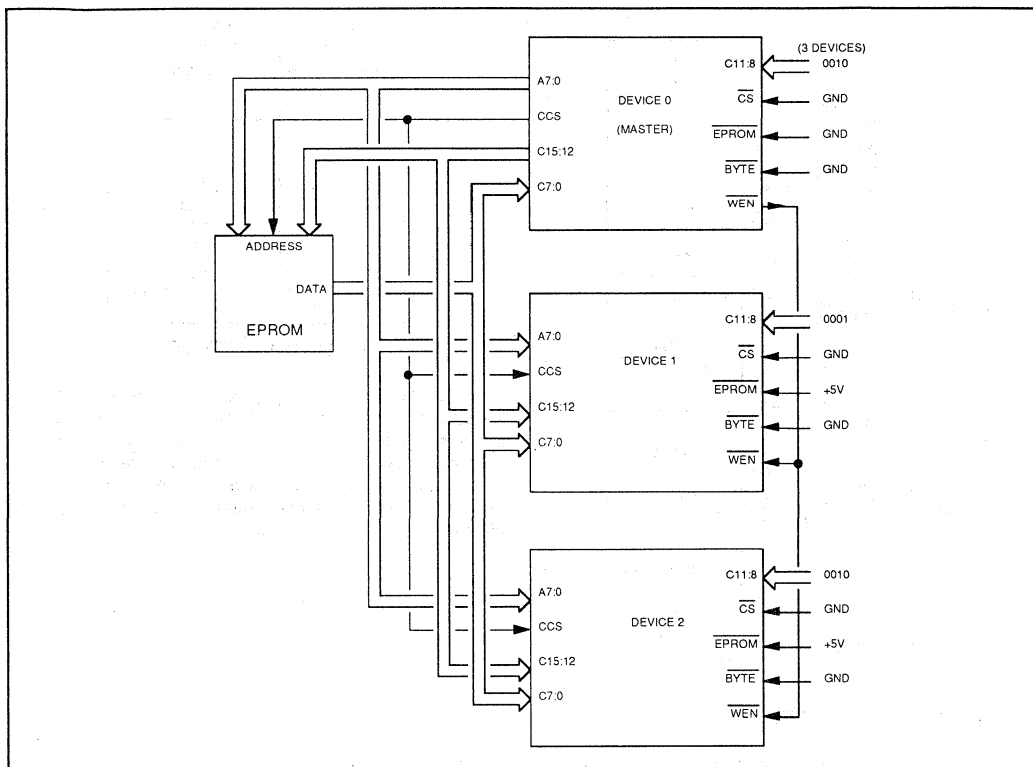 (3 DEVICES)
C11:8
0010
A7:0
CS
GND
DEVICE 0
(MASTER)
CCS
EPROM
GND
C15:12
BYTE
GND
C7:0
WEN
ADDRESS
DATA
EPROM
C11:8
0001
A7:0
CS
GND
DEVICE 1
CCS
EPROM
+5V
C15:12
BYTE
GND
C7:0
WEN
C11:8
0010
A7:0
CS
GND
DEVICE 2
CCS
EPROM
+5V
C15:12
BYTE
GND
C7:0
WEN